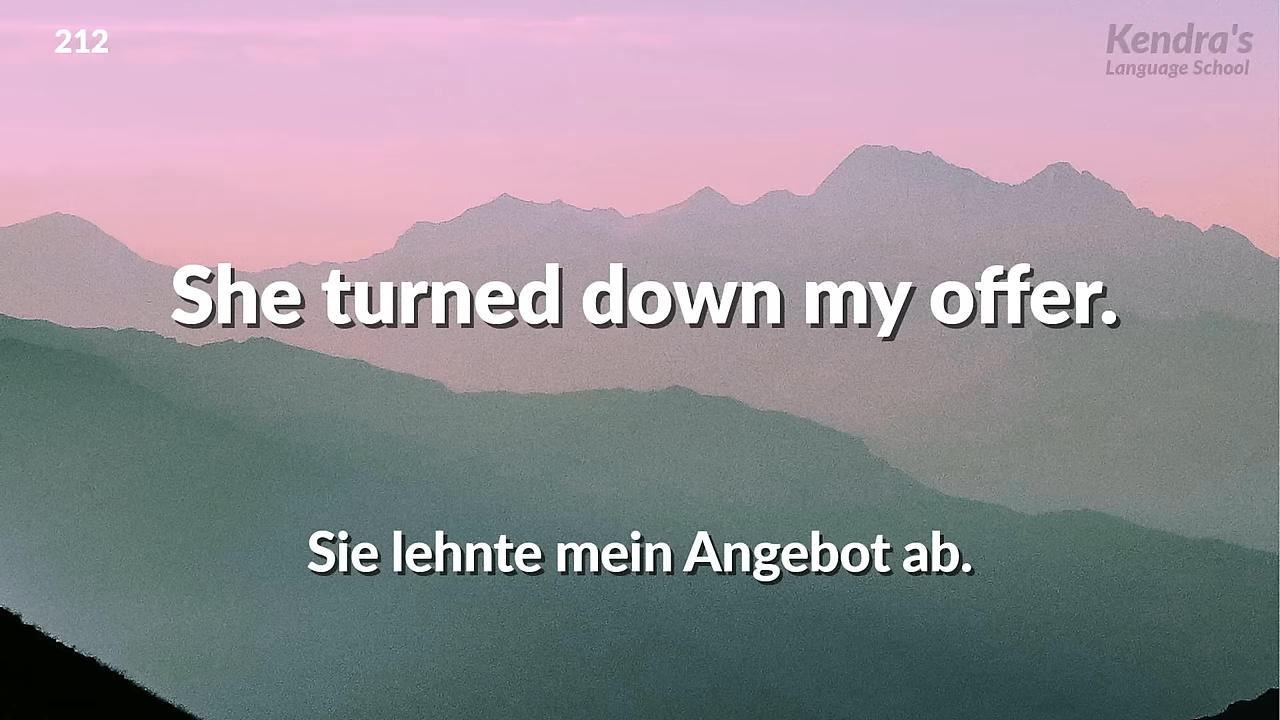 212
Kendra's
Language School
She turned down my offer.
Sie lehnte mein Angebot ab.